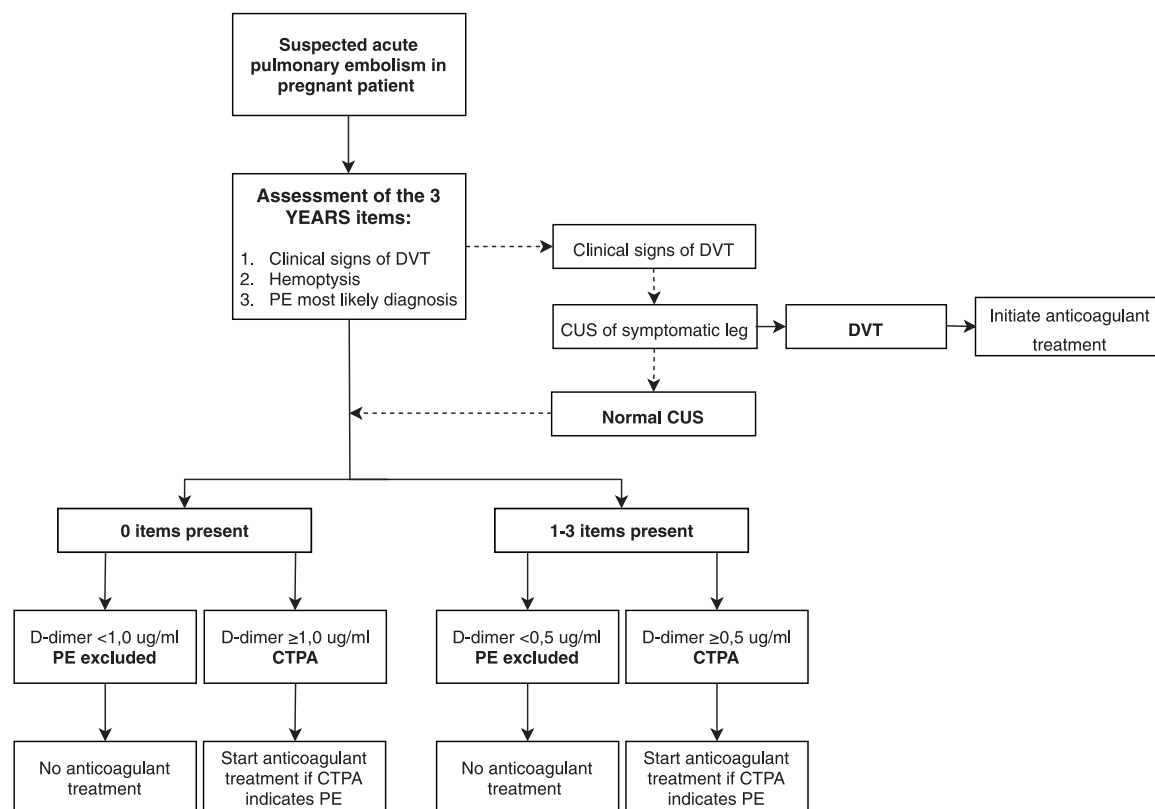 Suspected acute
pulmonary embolism in
pregnant patient
Assessment of the 3
YEARS items:
1. Clinical signs of DVT
2. Hemoptysis
3. PE most likely diagnosis
Clinical signs of DVT
CUS of symptomatic leg
DVT
Initiate anticoagulant
treatment
Normal CUS
0 items present
1-3 items present
D-dimer <1,0 ug/ml
PE excluded
D-dimer ≥1,0 ug/ml
CTPA
D-dimer <0,5 ug/ml
PE excluded
D-dimer ≥0,5 ug/ml
CTPA
No anticoagulant
treatment
Start anticoagulant
treatment if CTPA
indicates PE
No anticoagulant
treatment
Start anticoagulant
treatment if CTPA
indicates PE